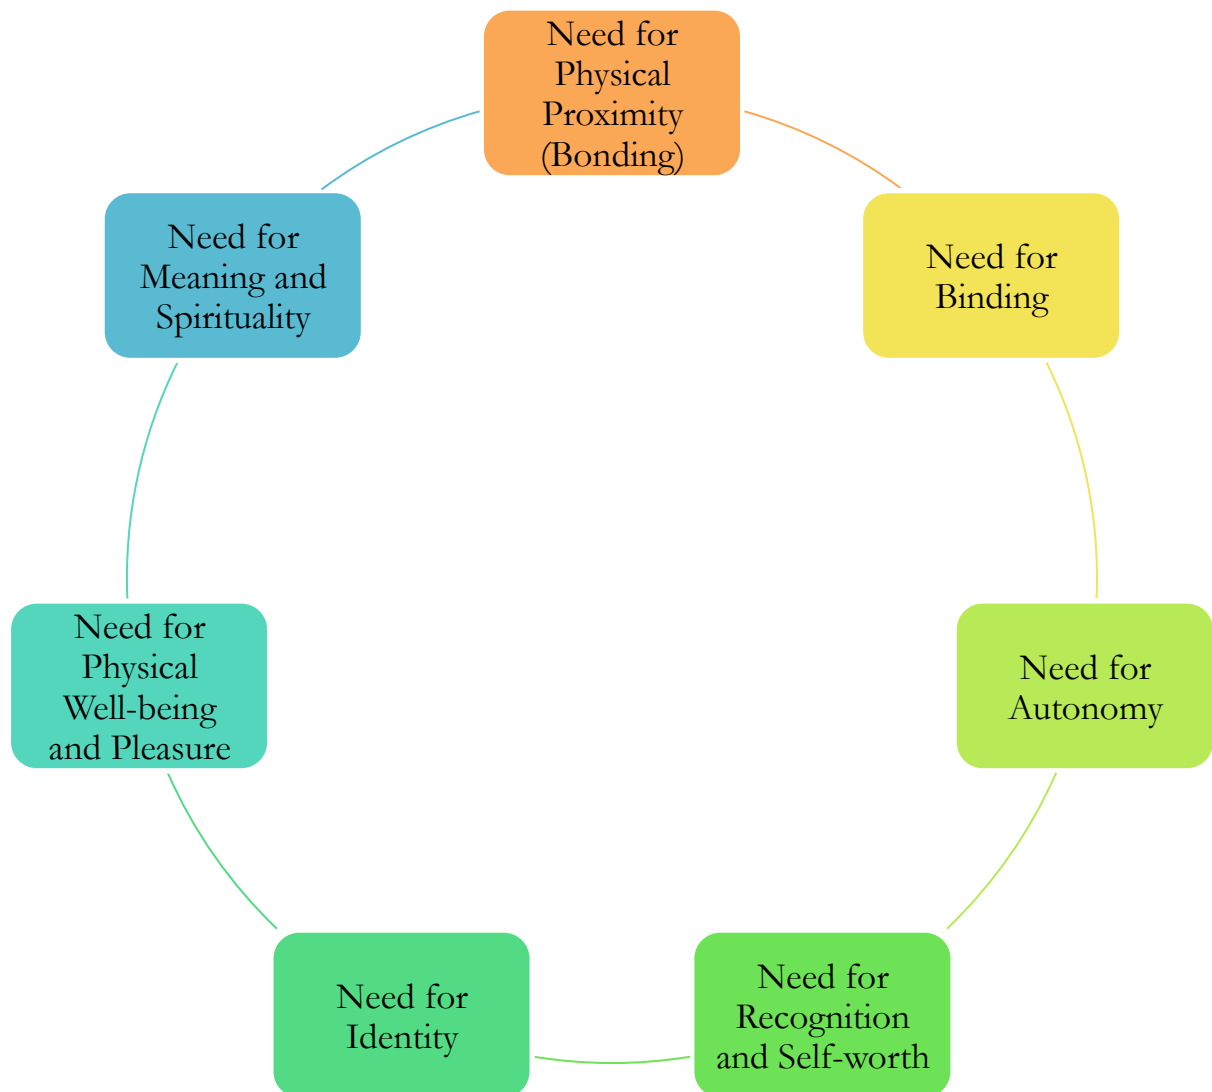 Need for
Physical
Proximity
(Bonding)
Need for
Binding
Need for
Autonomy
Need for
Recognition
and Self-worth
Need for
Identity
Need for
Physical
Well-being
and Pleasure
Need for
Meaning and
Spirituality